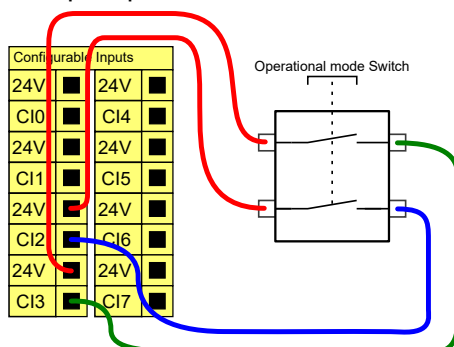 Configurable Inputs
24V 24V
CI0 CI4
24V 24V
CI1 CI5
24V 24V
CI2 CI6
24V 24V
CI3 CI7
Operational mode Switch